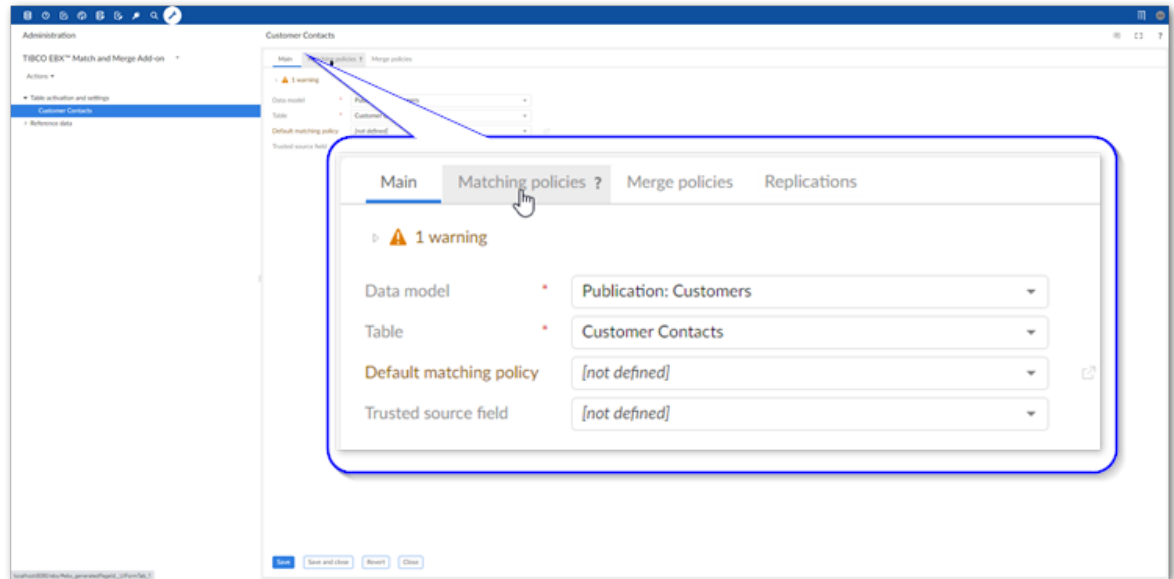 Administration
Customer Contacts
?
TIBCO EBX™ Match and Merge Add-on
Main
policies ?
Merge policies
Actions
1 warning
Table activation and settings
Customer Contacts
Reference data
Data model *
Table *
Default matching policy [not defined]
Trusted source field
Main Matching policies ? Merge policies Replications
1 warning
Data model * Publication: Customers
Table * Customer Contacts
Default matching policy [not defined]
Trusted source field [not defined]
Save Save and close Revert Close